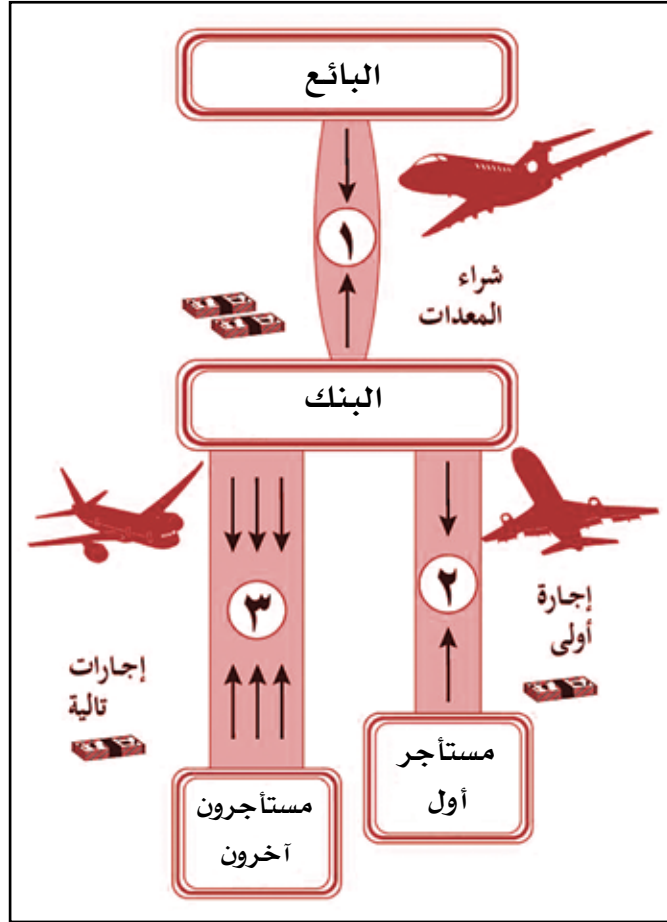 البائع
١
شراء
المعدات
البنك
٢
إجارة
أولى
٣
إجارات
تالية
مستأجر
أول
مستأجرون
آخرون